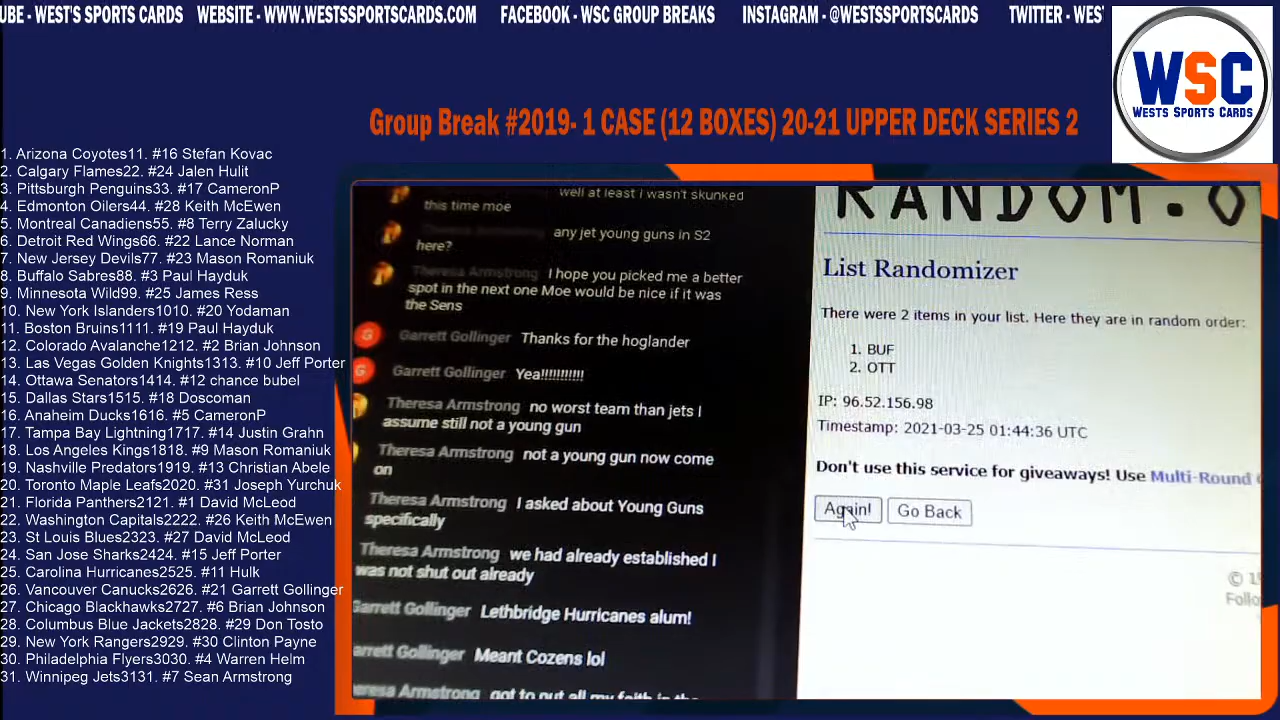 UBE - WEST'S SPORTS CARDS WEBSITE - WWW.WESTSSPORTSCARDS.COM FACEBOOK - WSC GROUP BREAKS INSTAGRAM - @WESTSSPORTSCARDS TWITTER - WEST
WSC
WESTS SPORTS CARDS
Group Break #2019- 1 CASE (12 BOXES) 20-21 UPPER DECK SERIES 2
1. Arizona Coyotes11. #16 Stefan Kovac
2. Calgary Flames22. #24 Jalen Hulit
3. Pittsburgh Penguins33. #17 CameronP
4. Edmonton Oilers44. #28 Keith McEwen
5. Montreal Canadiens55. #8 Terry Zalucky
6. Detroit Red Wings66. #22 Lance Norman
7. New Jersey Devils77. #23 Mason Romaniuk
8. Buffalo Sabres88. #3 Paul Hayduk
9. Minnesota Wild99. #25 James Ress
10. New York Islanders1010. #20 Yodaman
11. Boston Bruins1111. #19 Paul Hayduk
12. Colorado Avalanche1212. #2 Brian Johnson
13. Las Vegas Golden Knights1313. #10 Jeff Porter
14. Ottawa Senators1414. #12 chance bubel
15. Dallas Stars1515. #18 Doscoman
16. Anaheim Ducks1616. #5 CameronP
17. Tampa Bay Lightning1717. #14 Justin Grahn
18. Los Angeles Kings1818. #9 Mason Romaniuk
19. Nashville Predators1919. #13 Christian Abele
20. Toronto Maple Leafs2020. #31 Joseph Yurchuk
21. Florida Panthers2121. #1 David McLeod
22. Washington Capitals2222. #26 Keith McEwen
23. St Louis Blues2323. #27 David McLeod
24. San Jose Sharks2424. #15 Jeff Porter
25. Carolina Hurricanes2525. #11 Hulk
26. Vancouver Canucks2626. #21 Garrett Gollinger
27. Chicago Blackhawks2727. #6 Brian Johnson
28. Columbus Blue Jackets2828. #29 Don Tosto
29. New York Rangers2929. #30 Clinton Payne
30. Philadelphia Flyers3030. #4 Warren Helm
31. Winnipeg Jets3131. #7 Sean Armstrong
well at least i wasn't skunked
this time moe
Theresa Armstrong any jet young guns in S2
here?
Theresa Armstrong I hope you picked me a better
spot in the next one Moe would be nice if it was
the Sens
G Garrett Gollinger Thanks for the hoglander
G Garrett Gollinger Yea!!!!!!!!!!!
Theresa Armstrong no worst team than jets I
assume still not a young gun
Theresa Armstrong not a young gun now come
on
Theresa Armstrong I asked about Young Guns
specifically
Theresa Armstrong we had already established I
was not shut out already
Garrett Gollinger Lethbridge Hurricanes alum!
arrett Gollinger Meant Cozens lol
eresa Armstrong got to put all my faith in the
RANDOM.O
List Randomizer
There were 2 items in your list. Here they are in random order:
1. BUF
2. OTT
IP: 96.52.156.98
Timestamp: 2021-03-25 01:44:36 UTC
Don't use this service for giveaways! Use Multi-Round
Again! Go Back
© 1
Follo